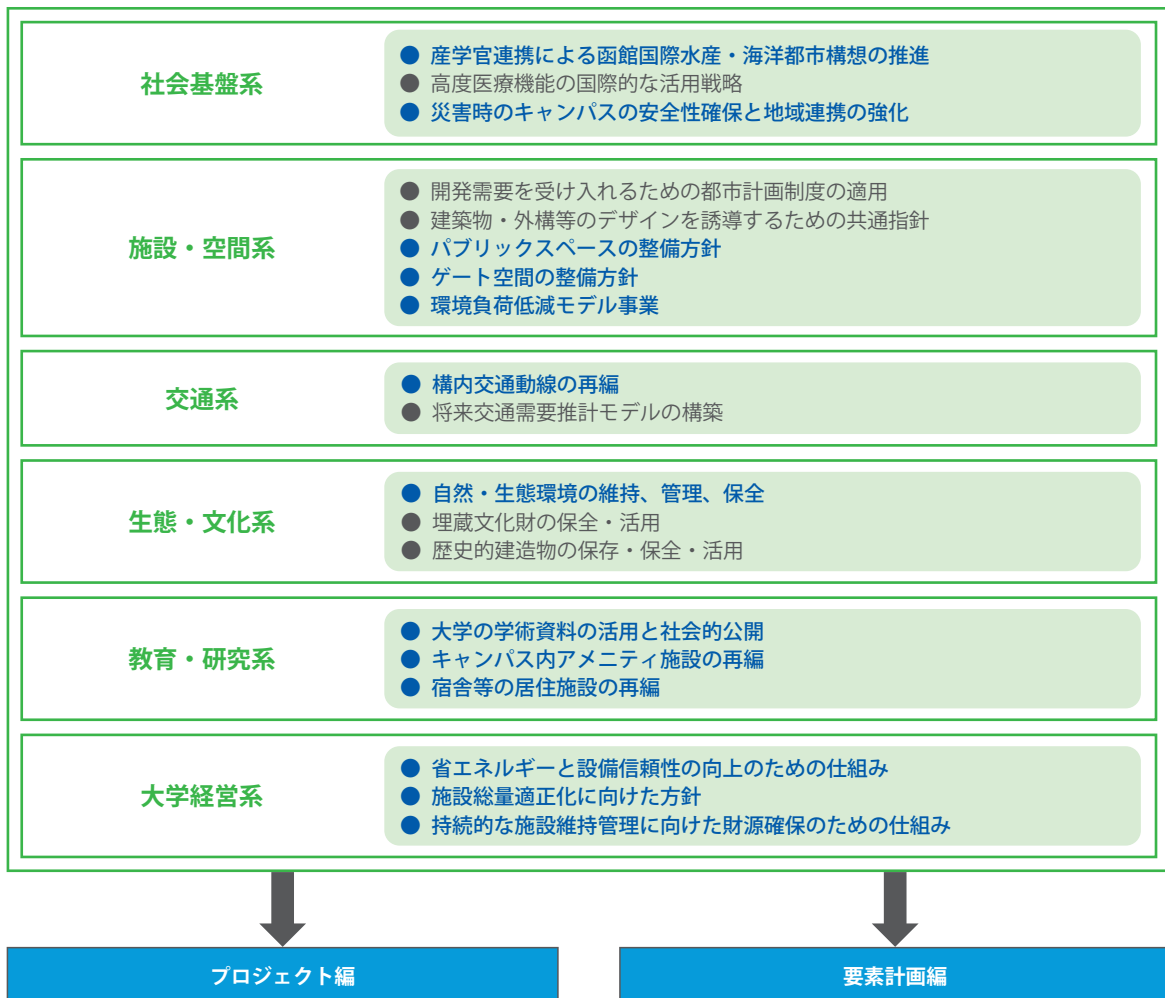 社会基盤系
● 産学官連携による函館国際水産・海洋都市構想の推進
● 高度医療機能の国際的な活用戦略
● 災害時のキャンパスの安全性確保と地域連携の強化
施設・空間系
● 開発需要を受け入れるための都市計画制度の適用
● 建築物・外構等のデザインを誘導するための共通指針
● パブリックスペースの整備方針
● ゲート空間の整備方針
● 環境負荷低減モデル事業
交通系
● 構内交通動線の再編
● 将来交通需要推計モデルの構築
生態・文化系
● 自然・生態環境の維持、管理、保全
● 埋蔵文化財の保全・活用
● 歴史的建造物の保存・保全・活用
教育・研究系
● 大学の学術資料の活用と社会的公開
● キャンパス内アメニティ施設の再編
● 宿舎等の居住施設の再編
大学経営系
● 省エネルギーと設備信頼性の向上のための仕組み
● 施設総量適正化に向けた方針
● 持続的な施設維持管理に向けた財源確保のための仕組み
プロジェクト編
要素計画編